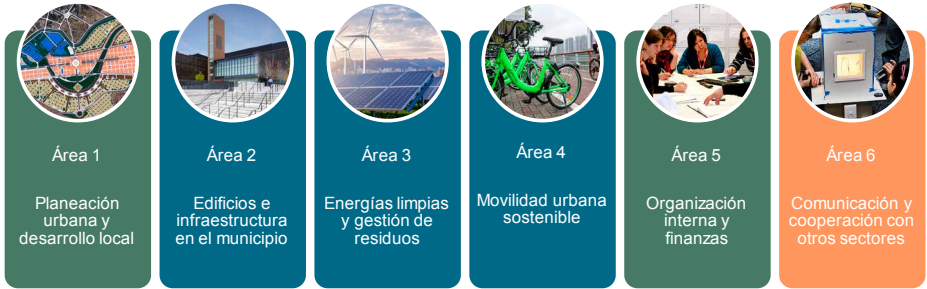 Área 1
Planeación
urbana y
desarrollo local
Área 2
Edificios e
infraestructura
en el municipio
Área 3
Energías limpias
y gestión de
residuos
Área 4
Movilidad urbana
sostenible
Área 5
Organización
interna y
finanzas
Área 6
Comunicación y
cooperación con
otros sectores